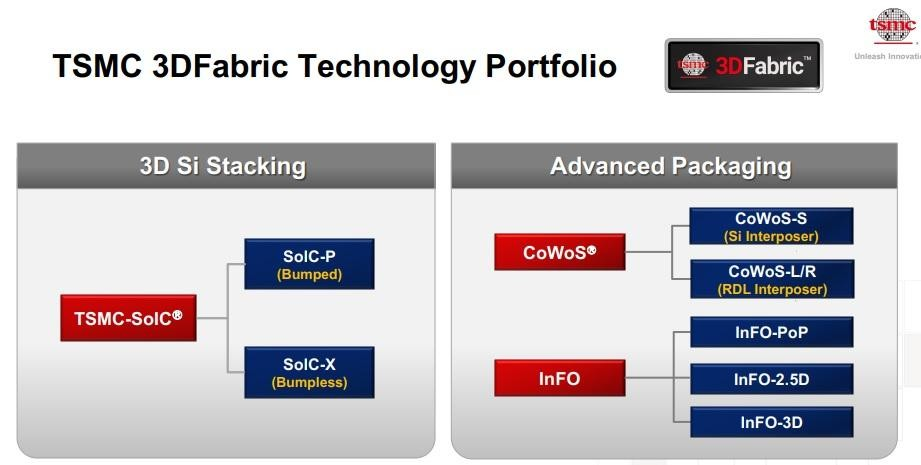 TSMC 3DFabric Technology Portfolio
tsmc 3DFabric™
tsmc
Unleash Innovati
3D Si Stacking
TSMC-SoIC®
SoIC-P
(Bumped)
SoIC-X
(Bumpless)
Advanced Packaging
CoWoS®
CoWoS-S
(Si Interposer)
CoWoS-L/R
(RDL Interposer)
InFO
InFO-PoP
InFO-2.5D
InFO-3D